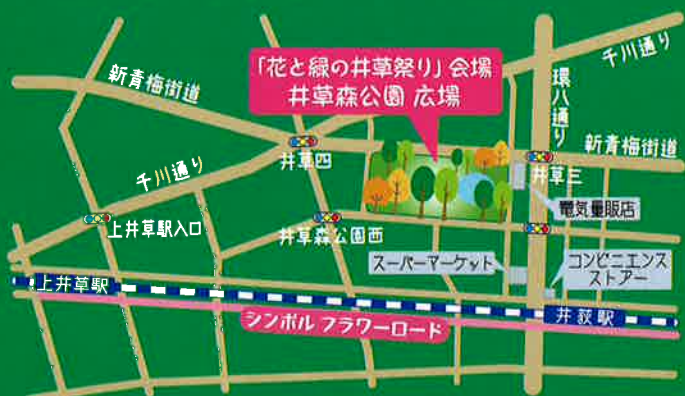 「花と緑の井草祭り」会場
井草森公園 広場
新青梅街道
千川通り
環八通り
新青梅街道
千川通り
井草四
井草三
電気量販店
上井草駅入口
井草森公園西
スーパーマーケット
コンビニエンス
ストアー
上井草駅
シンボルフラワーロード
井荻駅